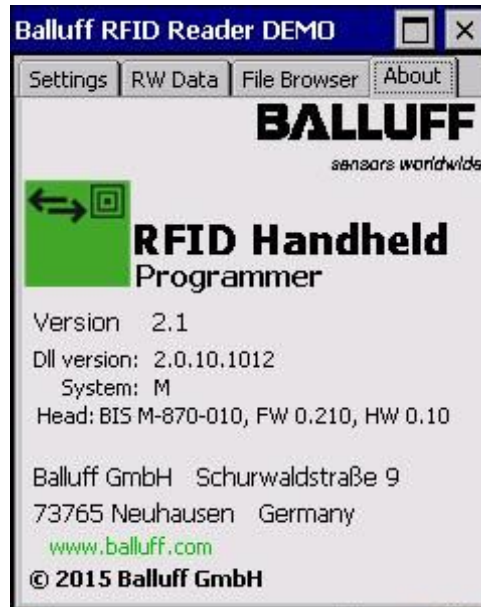 Balluff RFID Reader DEMO
Settings RW Data File Browser About
BALLUFF
sensors worldwide
RFID Handheld
Programmer
Version 2.1
Dll version: 2.0.10.1012
System: M
Head: BIS M-870-010, FW 0.210, HW 0.10
Balluff GmbH Schurwaldstraße 9
73765 Neuhausen Germany
www.balluff.com
© 2015 Balluff GmbH